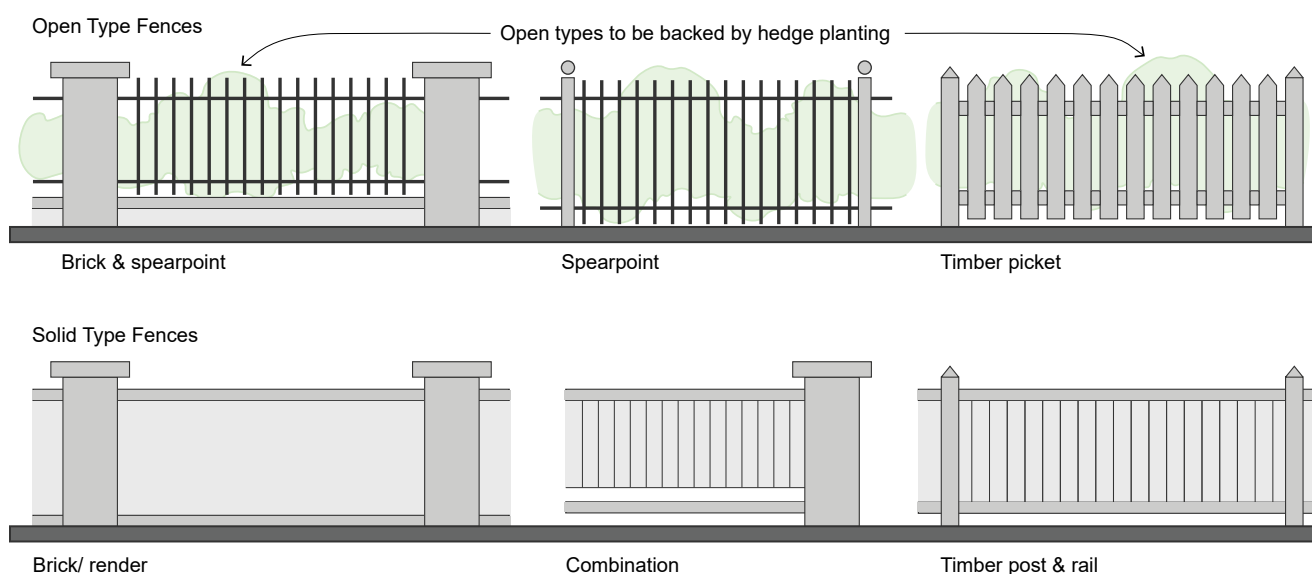 Open Type Fences
Open types to be backed by hedge planting
Brick & spearpoint
Spearpoint
Timber picket
Solid Type Fences
Brick/ render
Combination
Timber post & rail